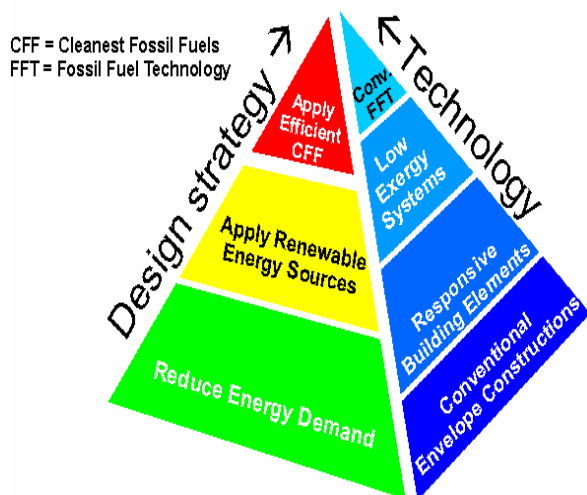 CFF = Cleanest Fossil Fuels
FFT = Fossil Fuel Technology
Design strategy
Technology
Apply
Efficient
CFF
Conv.
FFT
Apply Renewable
Energy Sources
Low
Exergy
Systems
Reduce Energy Demand
Responsive
Building Elements
Conventional
Envelope Constructions